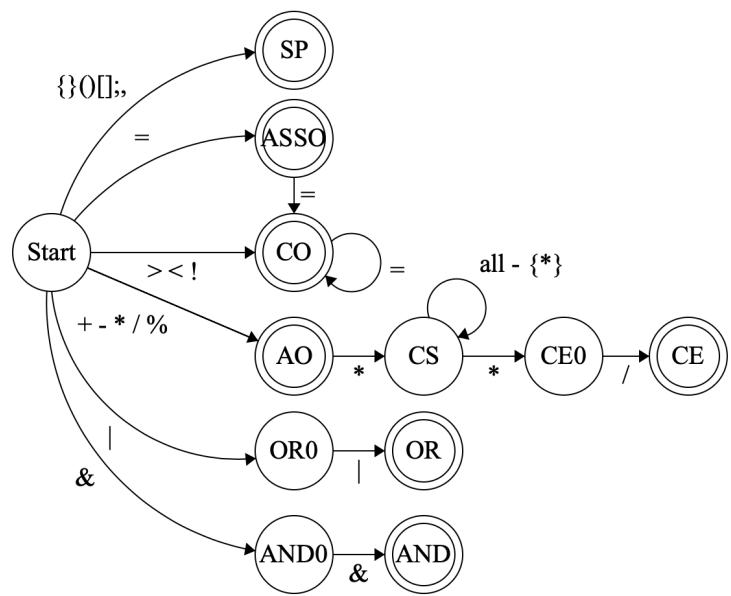 SP
{}()[];,
=
ASSO
=
Start
CO
> < !
=
all - {*}
+ - * / %
AO
*
CS
*
CE0
/
CE
|
OR0
|
OR
&
AND0
&
AND